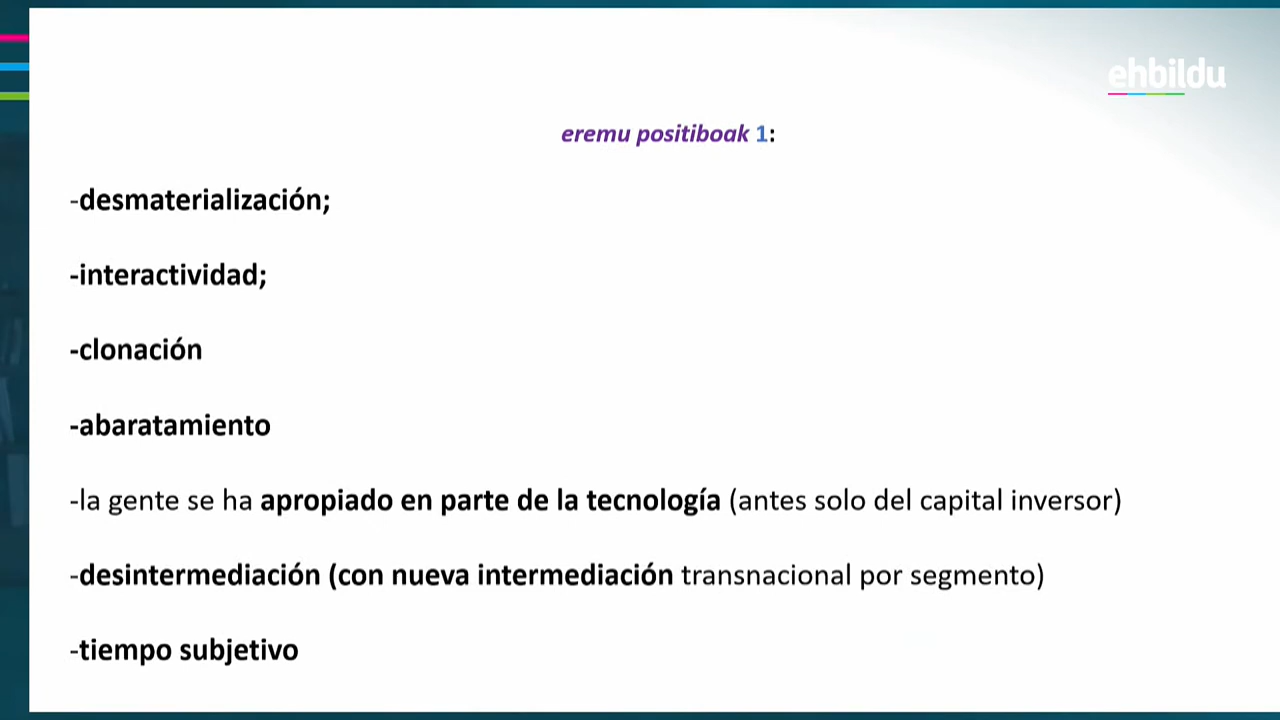 ehbildu
eremu positiboak 1:
-desmaterialización;
-interactividad;
-clonación
-abaratamiento
-la gente se ha apropiado en parte de la tecnología (antes solo del capital inversor)
-desintermediación (con nueva intermediación transnacional por segmento)
-tiempo subjetivo